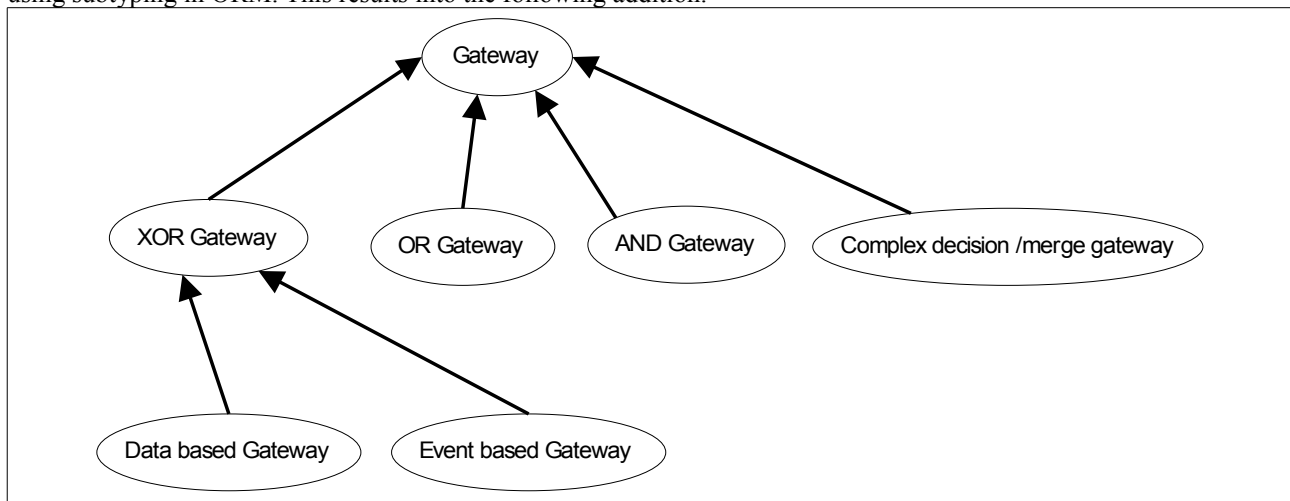 using subtyping in ORM. This results into the following addition:
Gateway
XOR Gateway
OR Gateway
AND Gateway
Complex decision /merge gateway
Data based Gateway
Event based Gateway